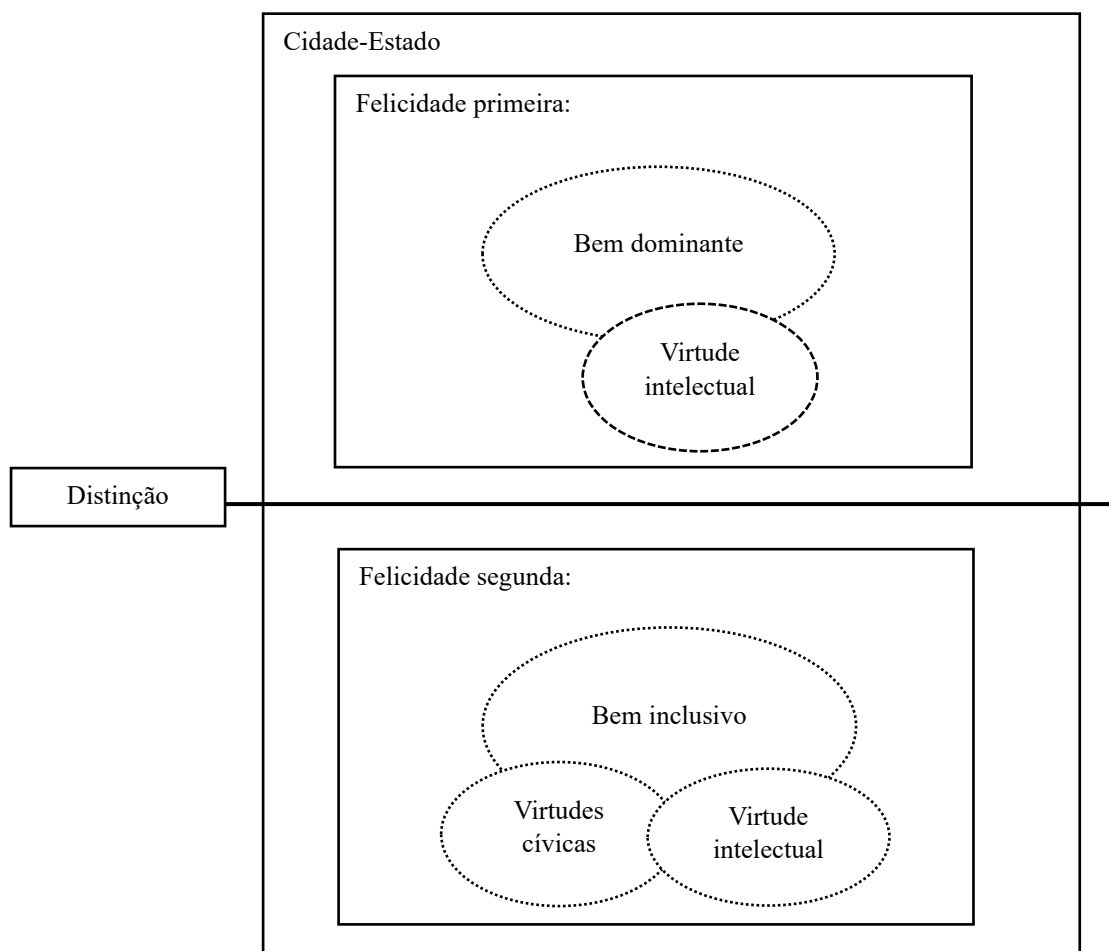 Cidade-Estado
Felicidade primeira:
Bem dominante
Virtude
intelectual
Distinção
Felicidade segunda:
Bem inclusivo
Virtudes
cívicas
Virtude
intelectual